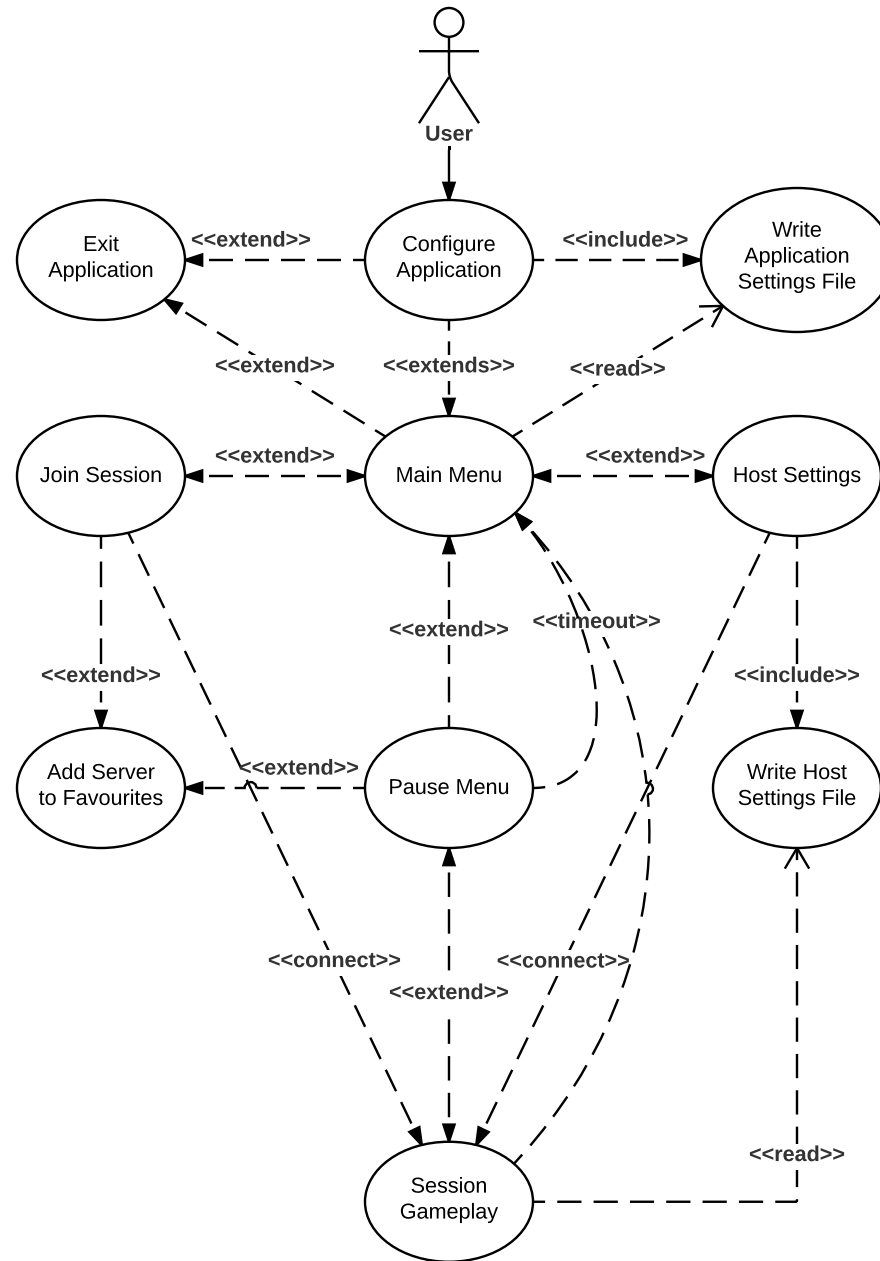 User
Exit
Application
<<extend>>
Configure
Application
<<include>>
Write
Application
Settings File
<<extend>>
<<extends>>
<<read>>
Join Session
<<extend>>
Main Menu
<<extend>>
Host Settings
<<extend>>
<<timeout>>
<<extend>>
<<include>>
Add Server
to Favourites
<<extend>>
Pause Menu
Write Host
Settings File
<<connect>>
<<connect>>
<<extend>>
<<read>>
Session
Gameplay